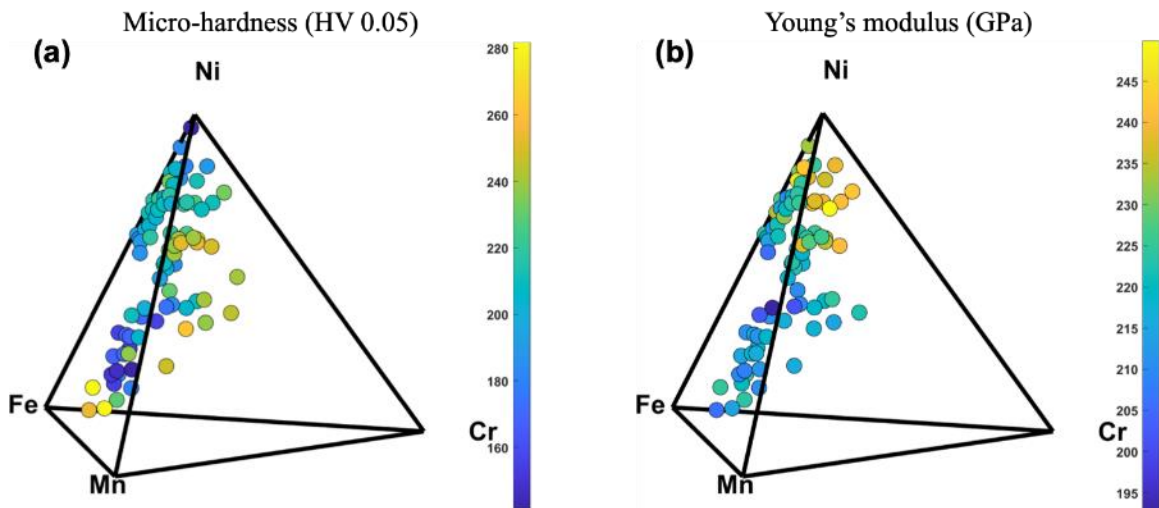 Micro-hardness (HV 0.05)
(a)
Ni
Fe
Mn
Cr
280
260
240
220
200
180
160
Young’s modulus (GPa)
(b)
Ni
Fe
Mn
Cr
245
240
235
230
225
220
215
210
205
200
195